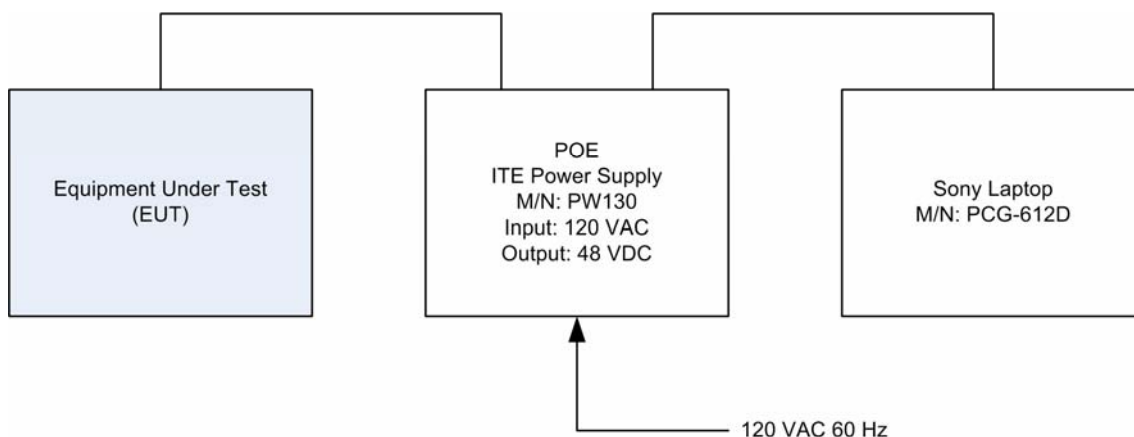 Equipment Under Test
(EUT)
POE
ITE Power Supply
M/N: PW130
Input: 120 VAC
Output: 48 VDC
Sony Laptop
M/N: PCG-612D
120 VAC 60 Hz